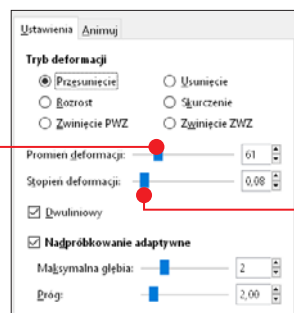 Ustawienia Animuj
Tryb deformacji
Przesunięcie Usunięcie
Rozrost Skurczenie
Zwinięcie PWZ Zwinięcie ZWZ
Promień deformacji: 61
Stopień deformacji: 0,08
Dwuliniowy
Nadpróbkowanie adaptywne
Maksymalna głębia: 2
Próg: 2,00